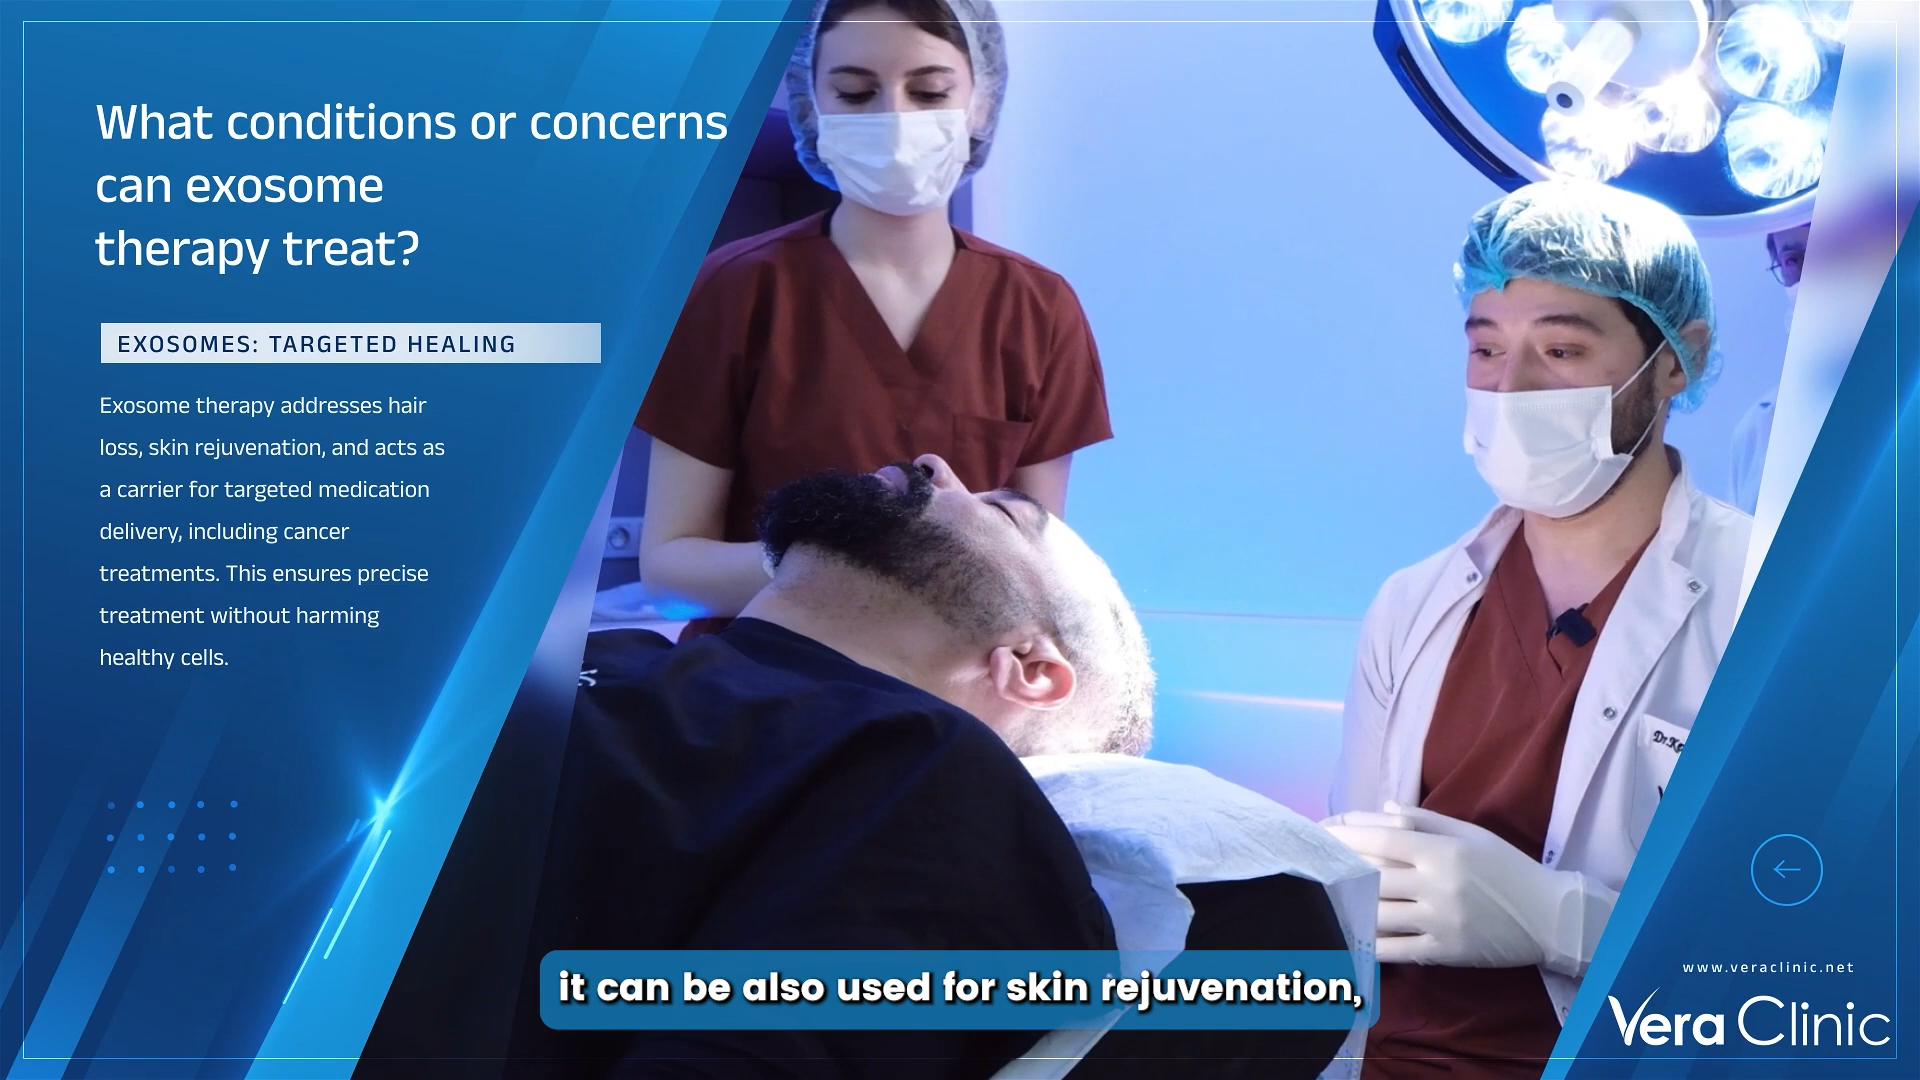 What conditions or concerns
can exosome
therapy treat?
EXOSOMES: TARGETED HEALING
Exosome therapy addresses hair
loss, skin rejuvenation, and acts as
a carrier for targeted medication
delivery, including cancer
treatments. This ensures precise
treatment without harming
healthy cells.
it can be also used for skin rejuvenation,
www.veraclinic.net
Vera Clinic